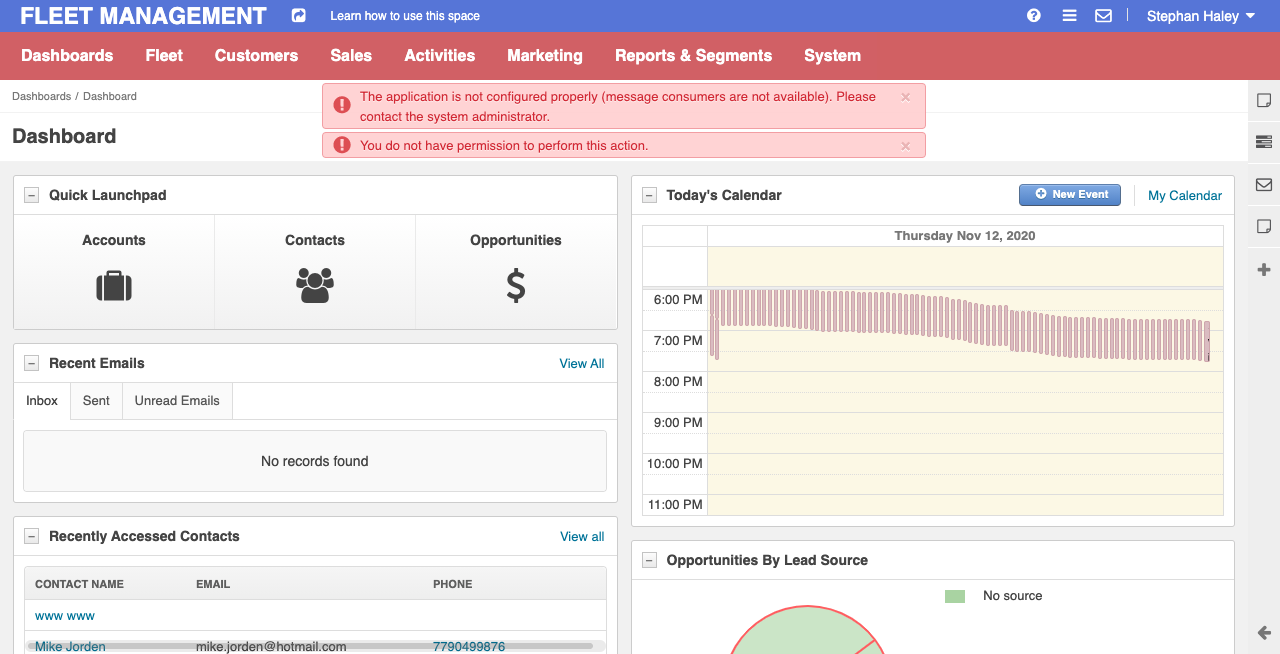 FLEET MANAGEMENT
Learn how to use this space
Stephan Haley
Dashboards
Fleet
Customers
Sales
Activities
Marketing
Reports & Segments
System
Dashboards / Dashboard
The application is not configured properly (message consumers are not available). Please
contact the system administrator.
×
You do not have permission to perform this action.
×
Dashboard
Quick Launchpad
Accounts
Contacts
Opportunities
Recent Emails
View All
Inbox
Sent
Unread Emails
No records found
Recently Accessed Contacts
View all
CONTACT NAME
EMAIL
PHONE
www www
Mike Jorden
mike.jorden@hotmail.com
7790499876
Today's Calendar
New Event
My Calendar
Thursday Nov 12, 2020
6:00 PM
7:00 PM
8:00 PM
9:00 PM
10:00 PM
11:00 PM
Opportunities By Lead Source
No source